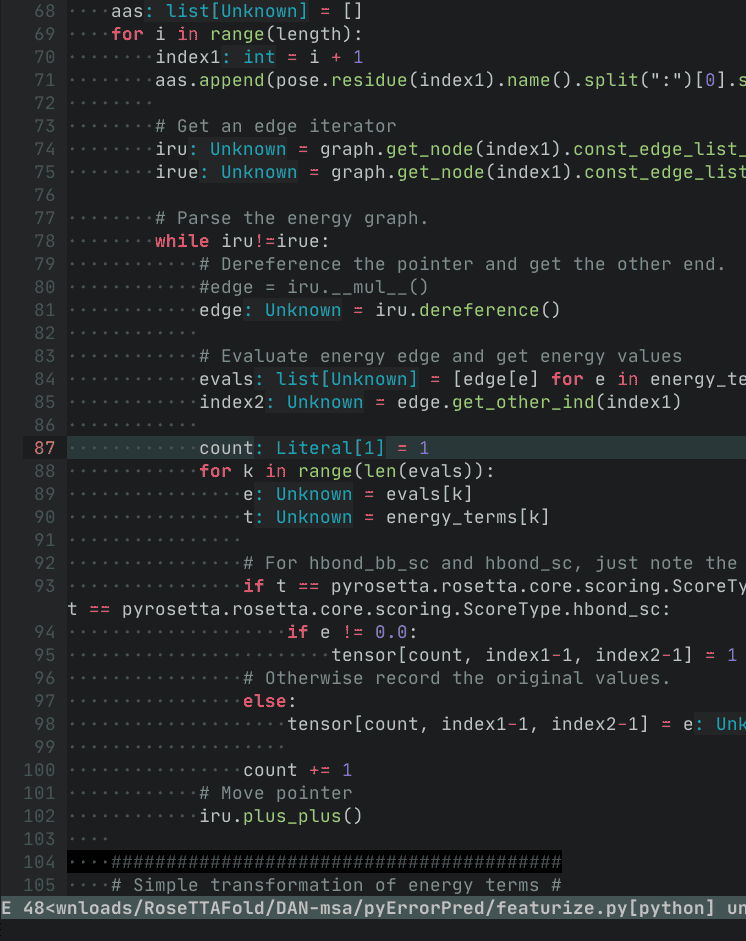 68 ····aas: list[Unknown] = []
69 ····for i in range(length):
70 ········index1: int = i + 1
71 ········aas.append(pose.residue(index1).name().split(":")[0].s
72 ········
73 ········# Get an edge iterator
74 ········iru: Unknown = graph.get_node(index1).const_edge_list_
75 ········irue: Unknown = graph.get_node(index1).const_edge_list
76
77 ········# Parse the energy graph.
78 ········while iru!=irue:
79 ············# Dereference the pointer and get the other end.
80 ············#edge = iru.__mul__()
81 ············edge: Unknown = iru.dereference()
82 ············
83 ············# Evaluate energy edge and get energy values
84 ············evals: list[Unknown] = [edge[e] for e in energy_te
85 ············index2: Unknown = edge.get_other_ind(index1)
86 ············
87 ············count: Literal[1] = 1
88 ············for k in range(len(evals)):
89 ················e: Unknown = evals[k]
90 ················t: Unknown = energy_terms[k]
91 ················
92 ················# For hbond_bb_sc and hbond_sc, just note the
93 ················if t == pyrosetta.rosetta.core.scoring.ScoreTy
t == pyrosetta.rosetta.core.scoring.ScoreType.hbond_sc:
94 ····················if e != 0.0:
95 ························tensor[count, index1-1, index2-1] = 1
96 ················# Otherwise record the original values.
97 ················else:
98 ····················tensor[count, index1-1, index2-1] = e: Unk
99 ····················
100 ················count += 1
101 ············# Move pointer
102 ············iru.plus_plus()
103 ····
104 ····#########################################
105 ····# Simple transformation of energy terms #
E 48<wnloads/RoseTTAFold/DAN-msa/pyErrorPred/featurize.py[python] un